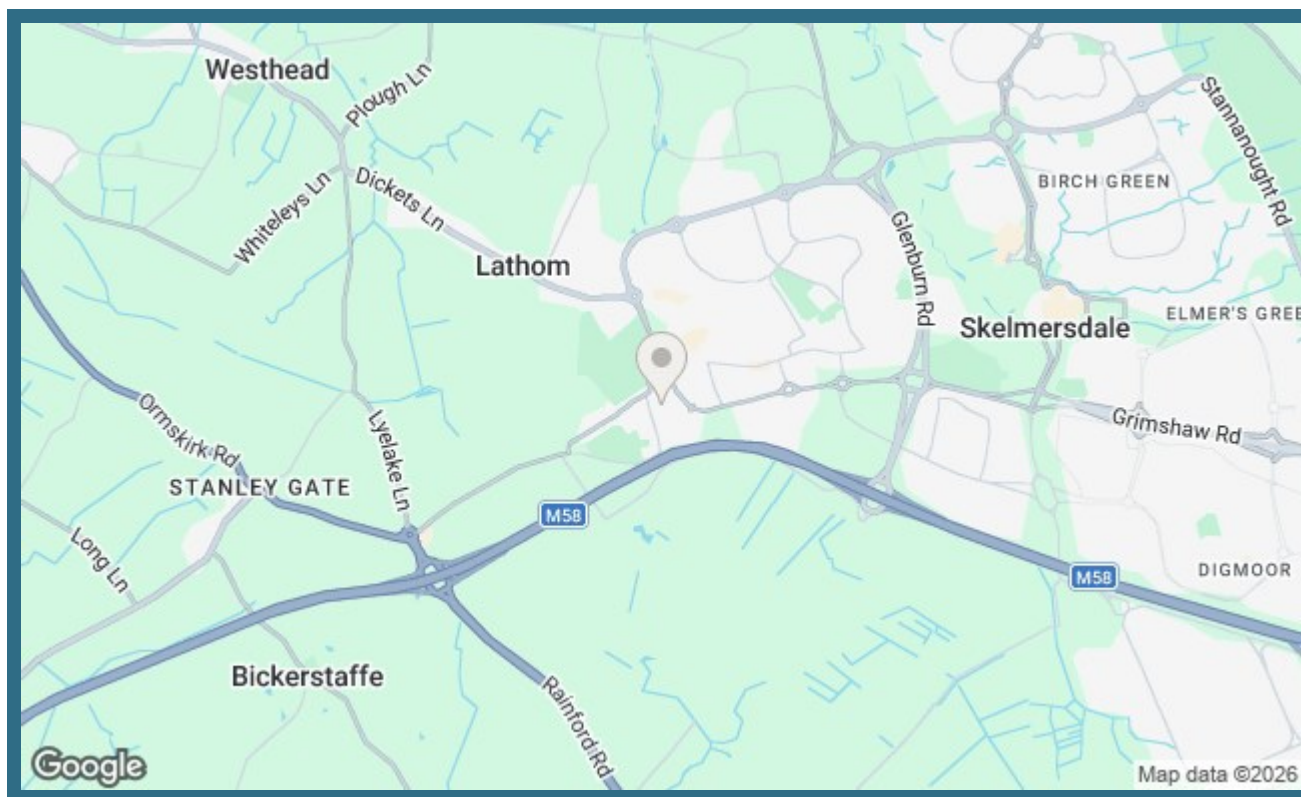 Westhead
Plough Ln
Stannanought Rd
BIRCH GREEN
Dickets Ln
Whiteleys Ln
Glenburn Rd
Lathom
ELMER'S GREE
Skelmersdale
Ormskirk Rd
Lyelake Ln
Grimshaw Rd
STANLEY GATE
M58
Long Ln
DIGMOOR
M58
Bickerstaffe
Rainford Rd
Google
Map data ©2026